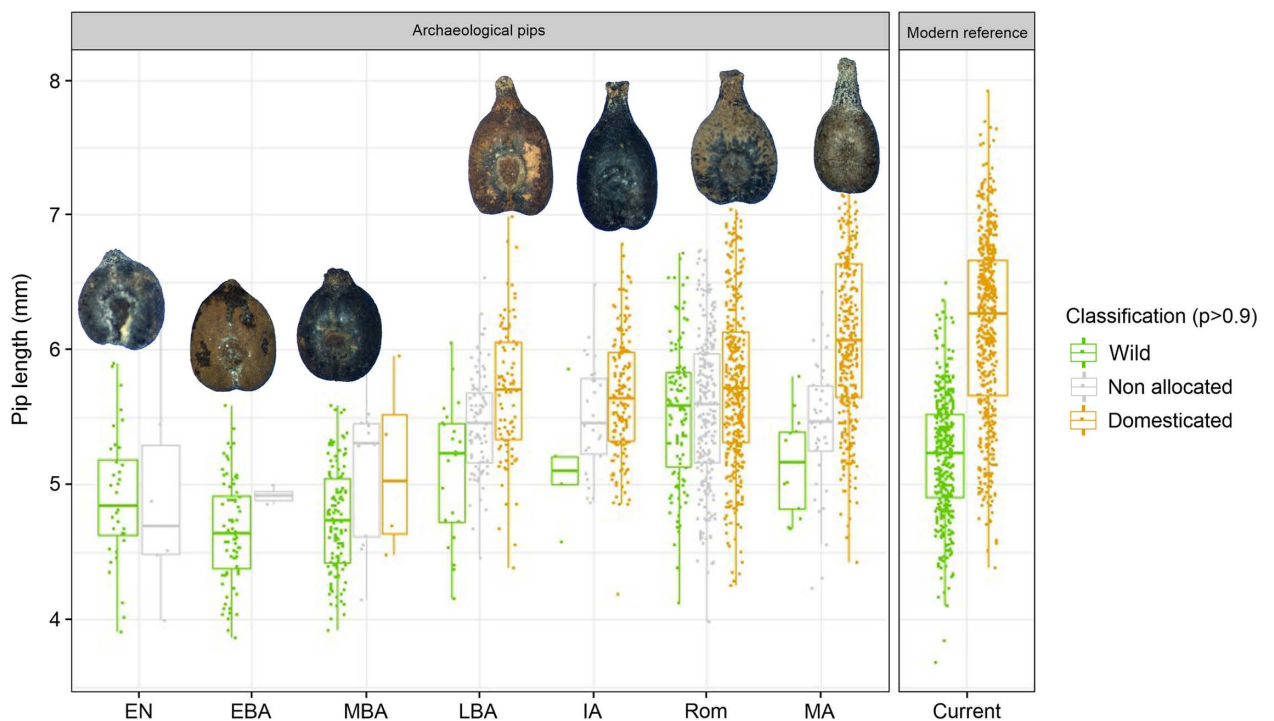 Archaeological pips
Modern reference
8
7
6
5
4
Pip length (mm)
EN
EBA
MBA
LBA
IA
Rom
MA
Current
Classification (p>0.9)
Wild
Non allocated
Domesticated